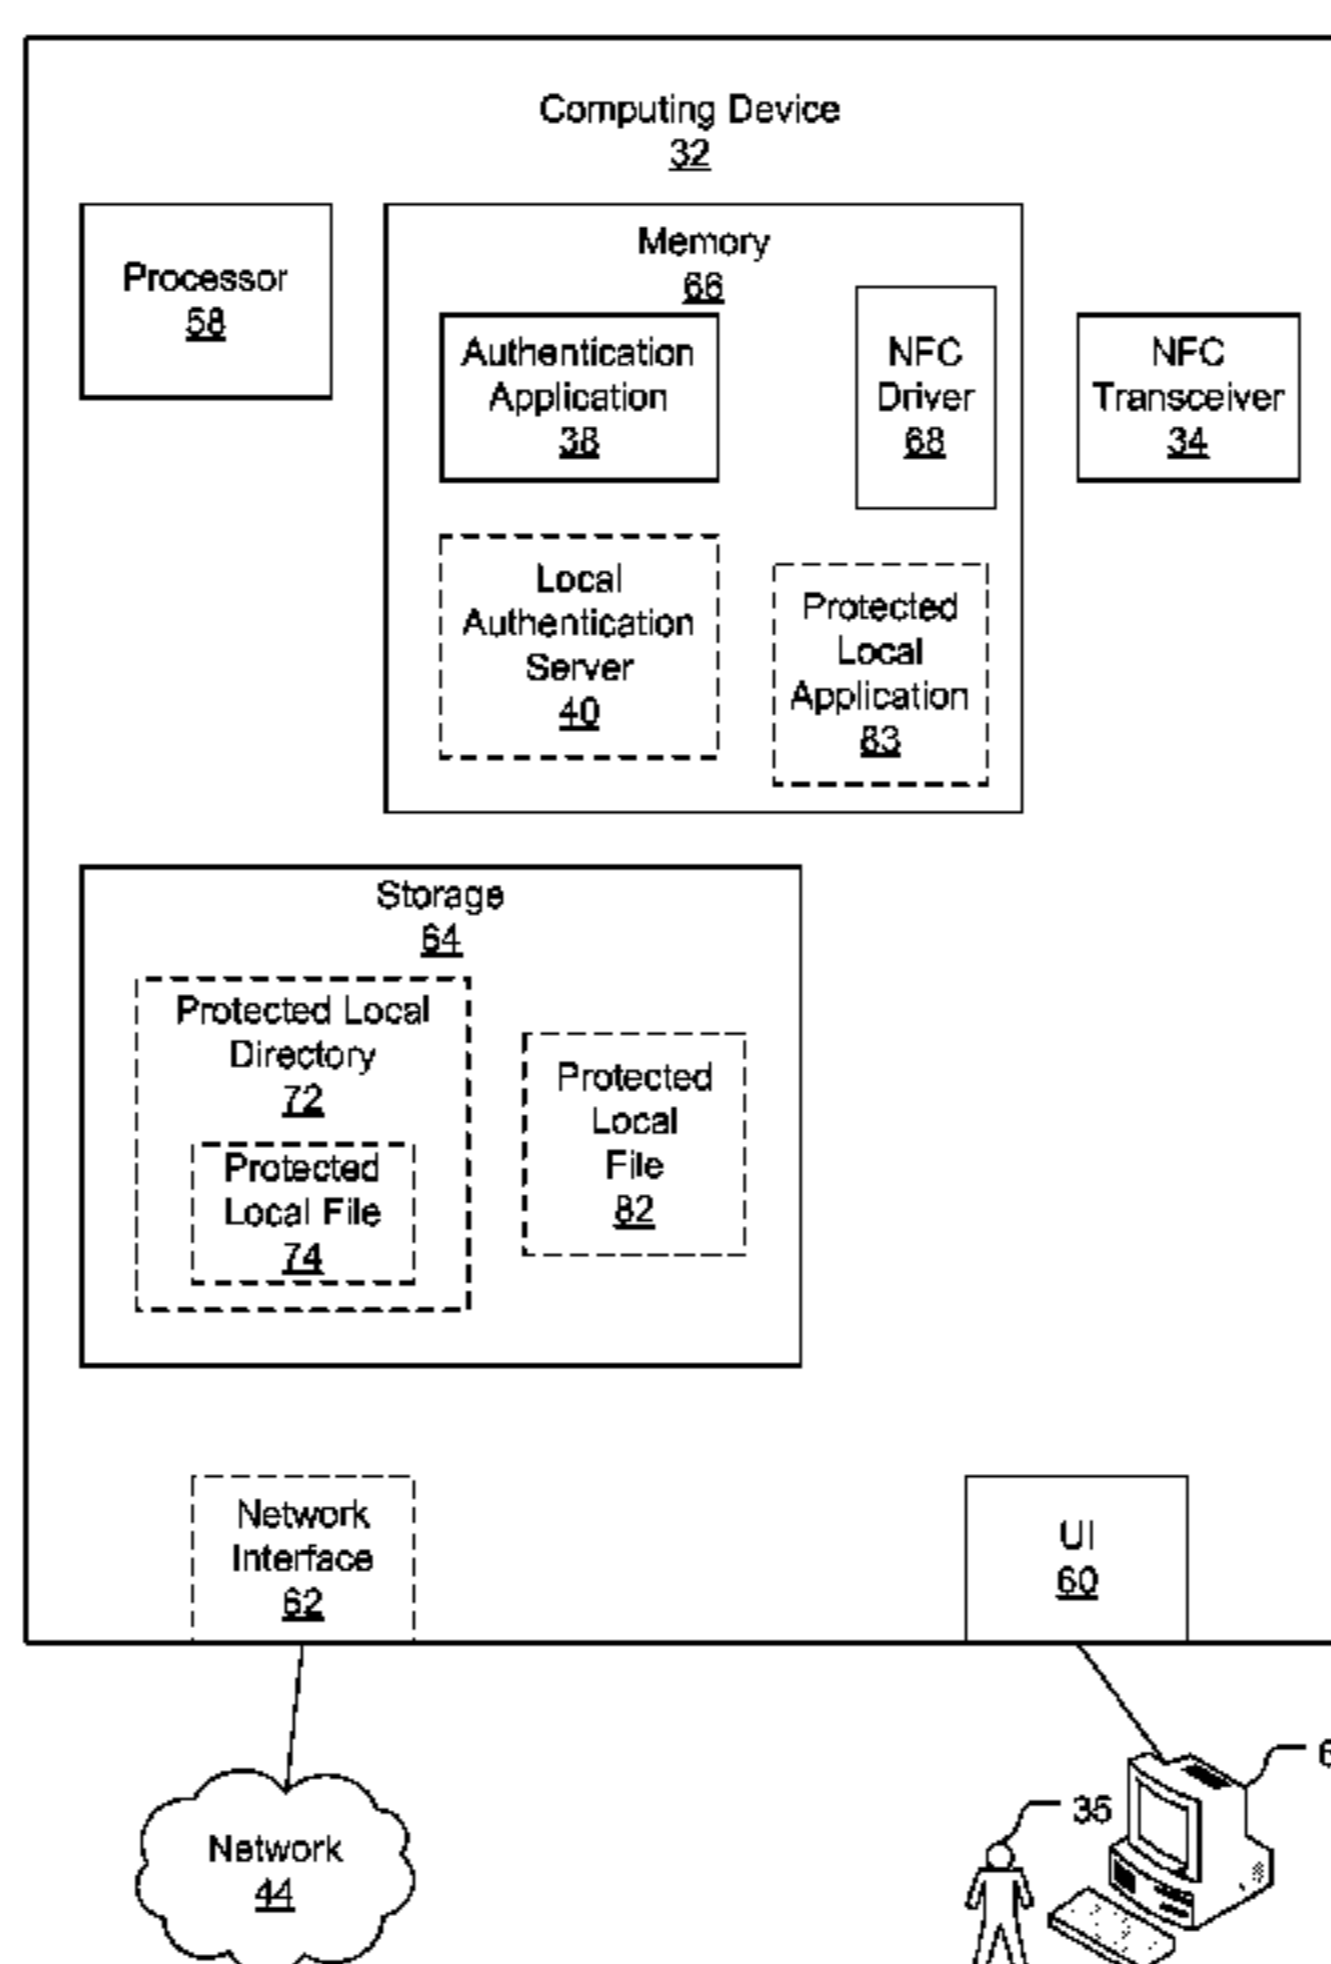 Computing Device
32
Processor
58
Memory
66
Authentication
Application
38
NFC
Driver
68
NFC
Transceiver
34
Local
Authentication
Server
40
Protected
Local
Application
83
Storage
64
Protected Local
Directory
72
Protected
Local File
74
Protected
Local
File
82
Network
Interface
62
UI
60
Network
44
35